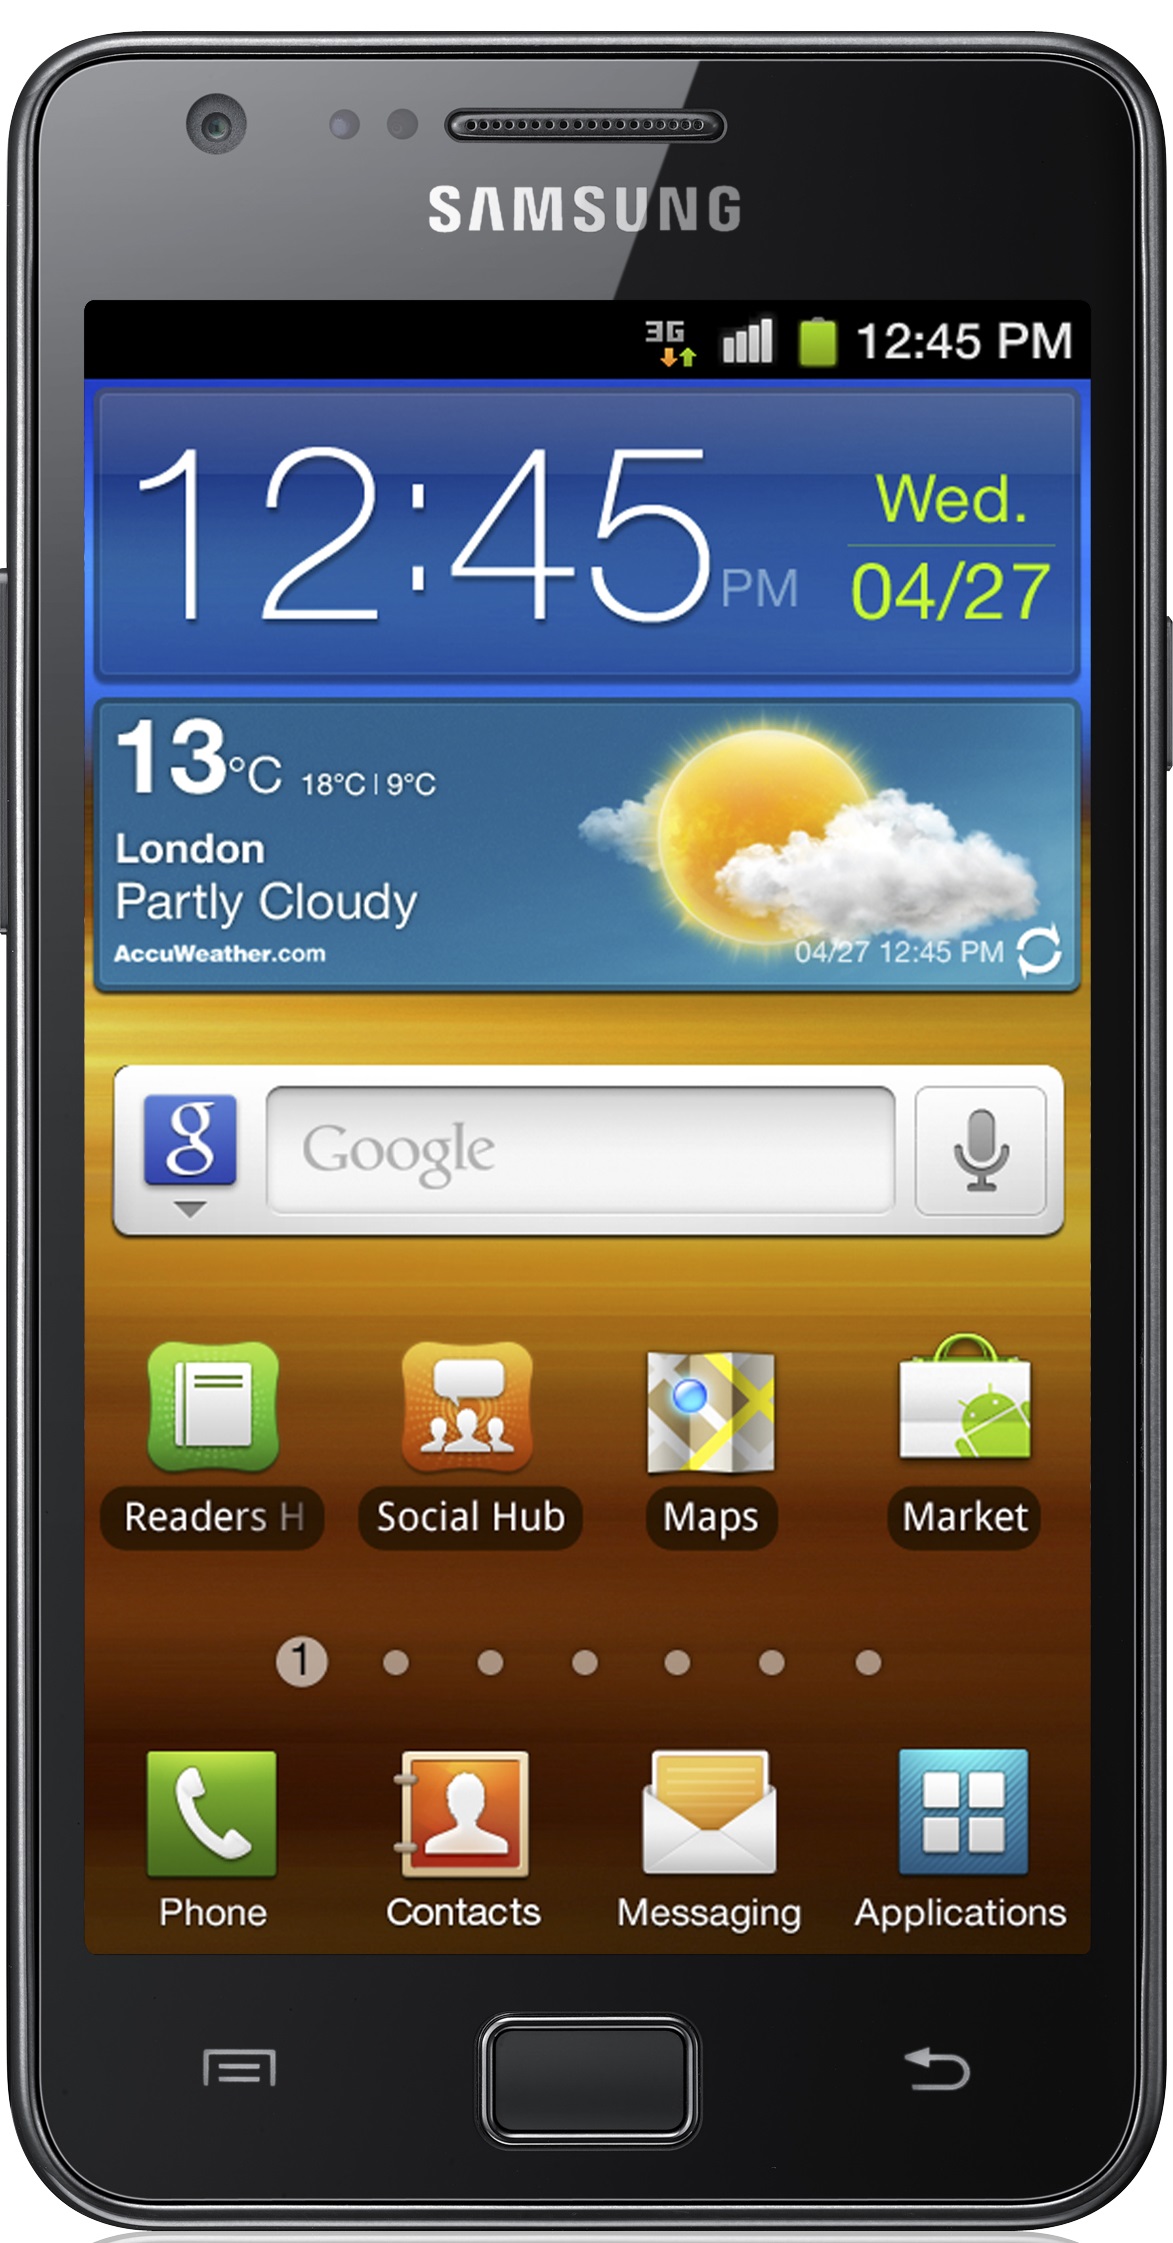 SAMSUNG
3G 12:45 PM
12:45 PM
Wed.
04/27
13°C 18°C | 9°C
London
Partly Cloudy
AccuWeather.com
04/27 12:45 PM
g Google
Readers H Social Hub Maps Market
1
Phone Contacts Messaging Applications